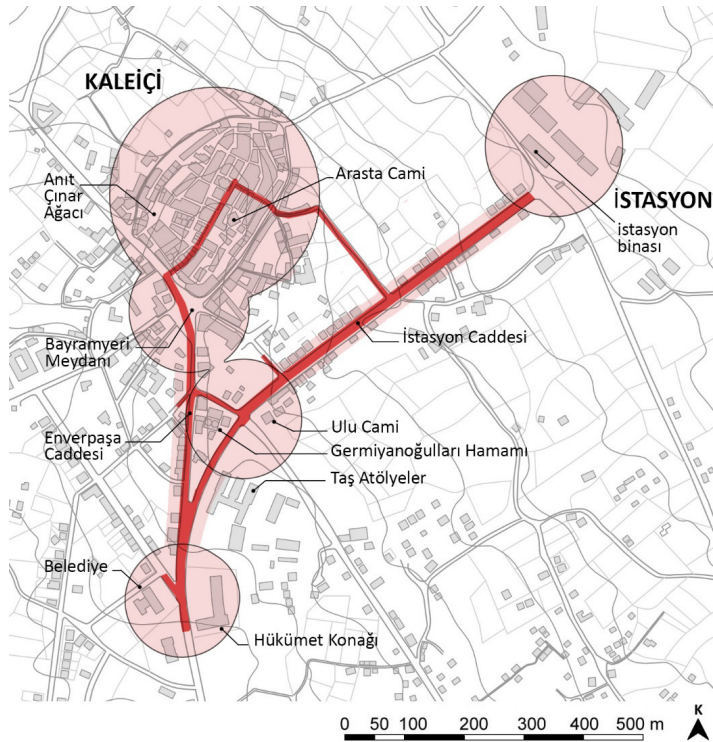 KALEİÇİ
Anıt
Çınar
Ağacı
Arasta Cami
İSTASYON
istasyon
binası
Bayramyeri
Meydanı
İstasyon Caddesi
Enverpaşa
Caddesi
Ulu Cami
Germiyanoğulları Hamamı
Taş Atölyeler
Belediye
Hükümet Konağı
0 50 100 200 300 400 500 m
K